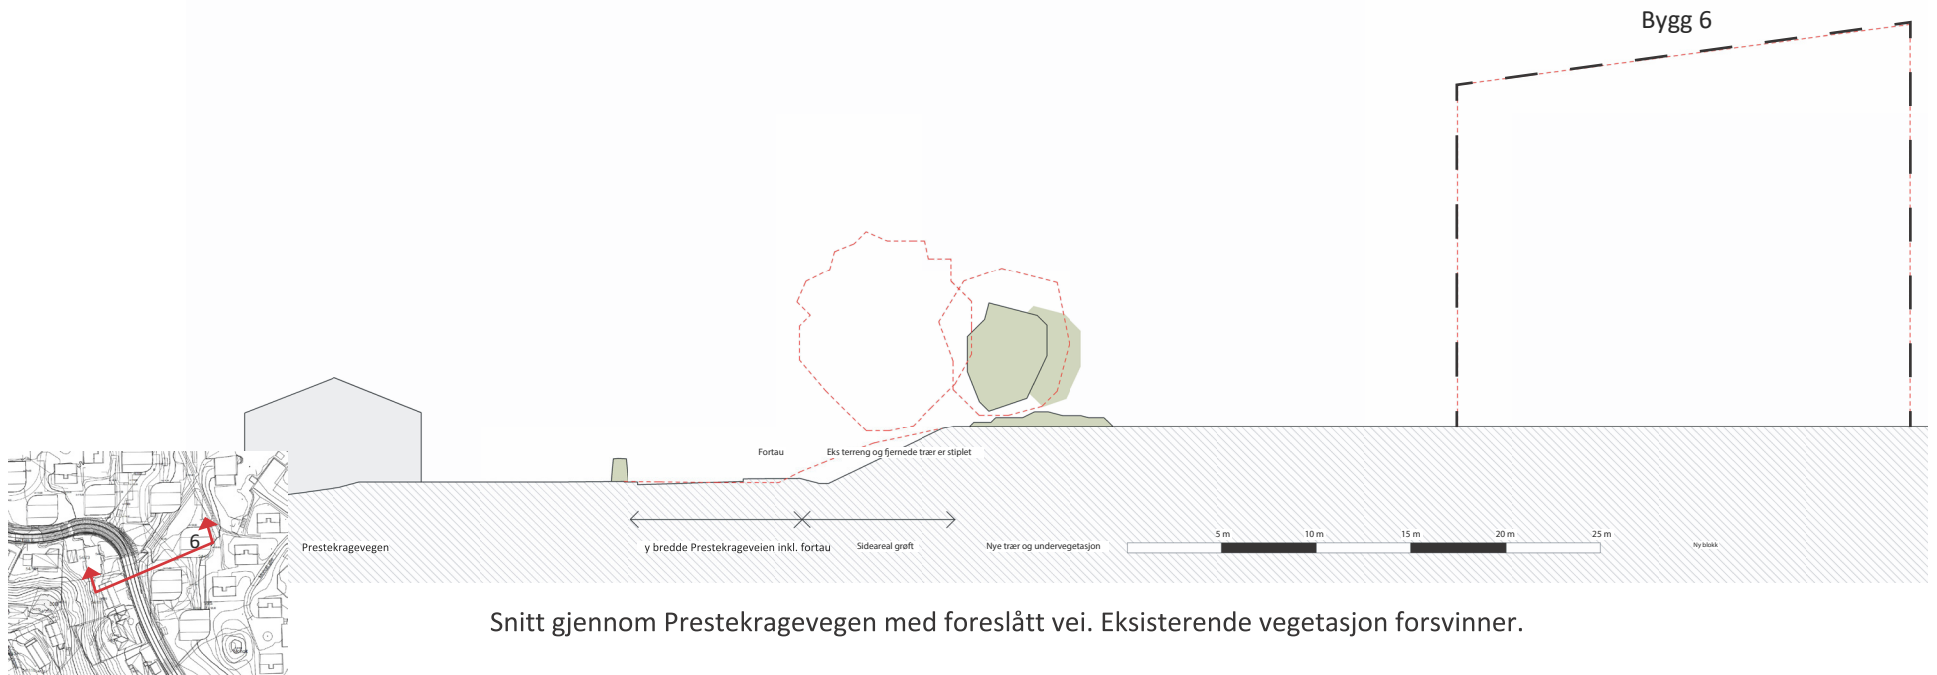 Bygg 6
Fortau
Eks terreng og fjernede trær er stiplet
6
Prestekragevegen
y bredde Prestekrageveien inkl. fortau
Sideareal grøft
Nye trær og undervegetasjon
5 m
10 m
15 m
20 m
25 m
Ny blokk
Snitt gjennom Prestekragevegen med foreslått vei. Eksisterende vegetasjon forsvinner.